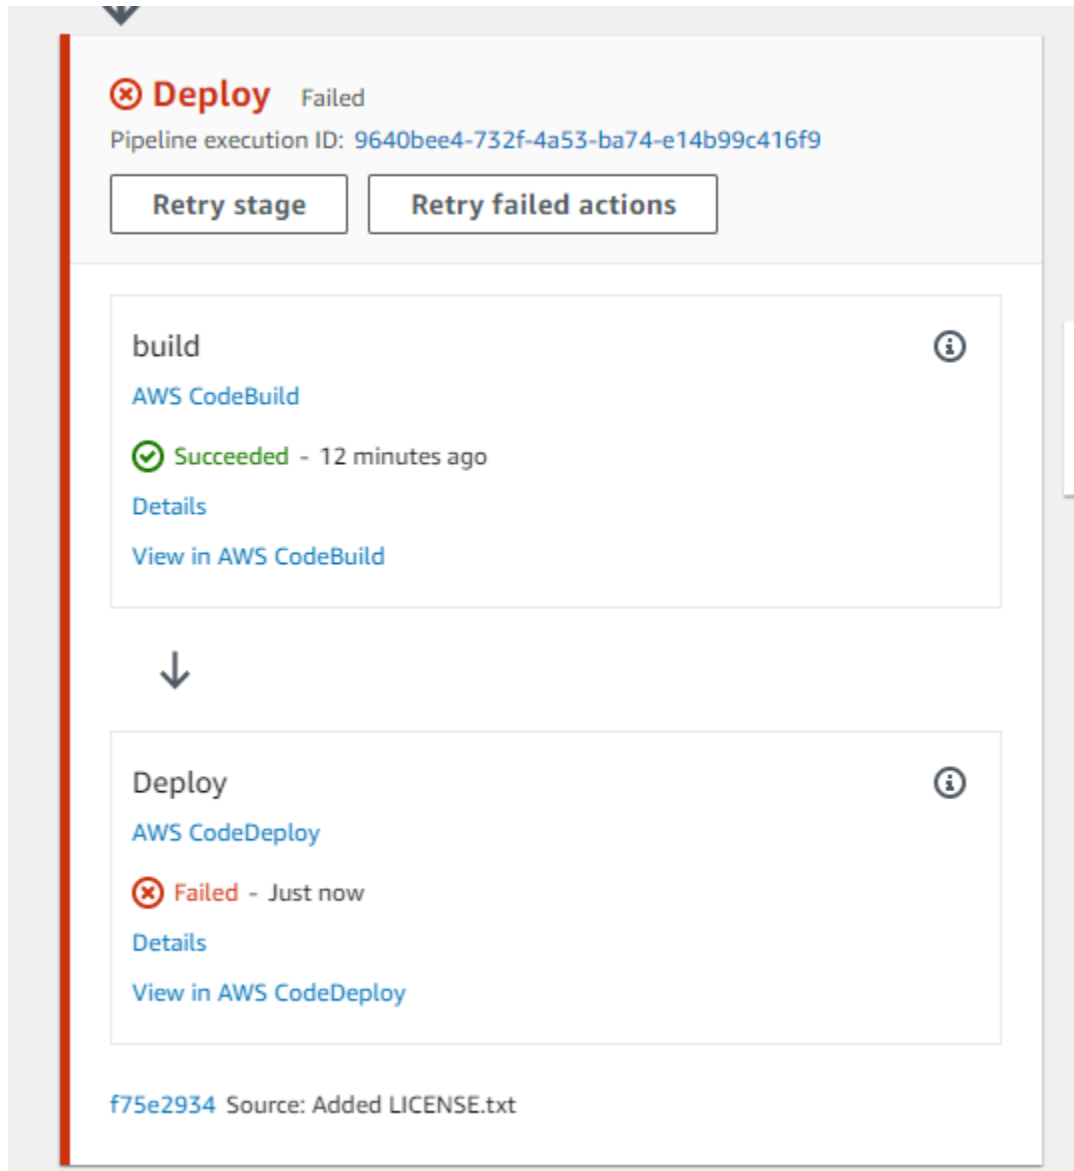 Deploy Failed
Pipeline execution ID: 9640bee4-732f-4a53-ba74-e14b99c416f9
Retry stage Retry failed actions
build
AWS CodeBuild
Succeeded - 12 minutes ago
Details
View in AWS CodeBuild
Deploy
AWS CodeDeploy
Failed - Just now
Details
View in AWS CodeDeploy
f75e2934 Source: Added LICENSE.txt